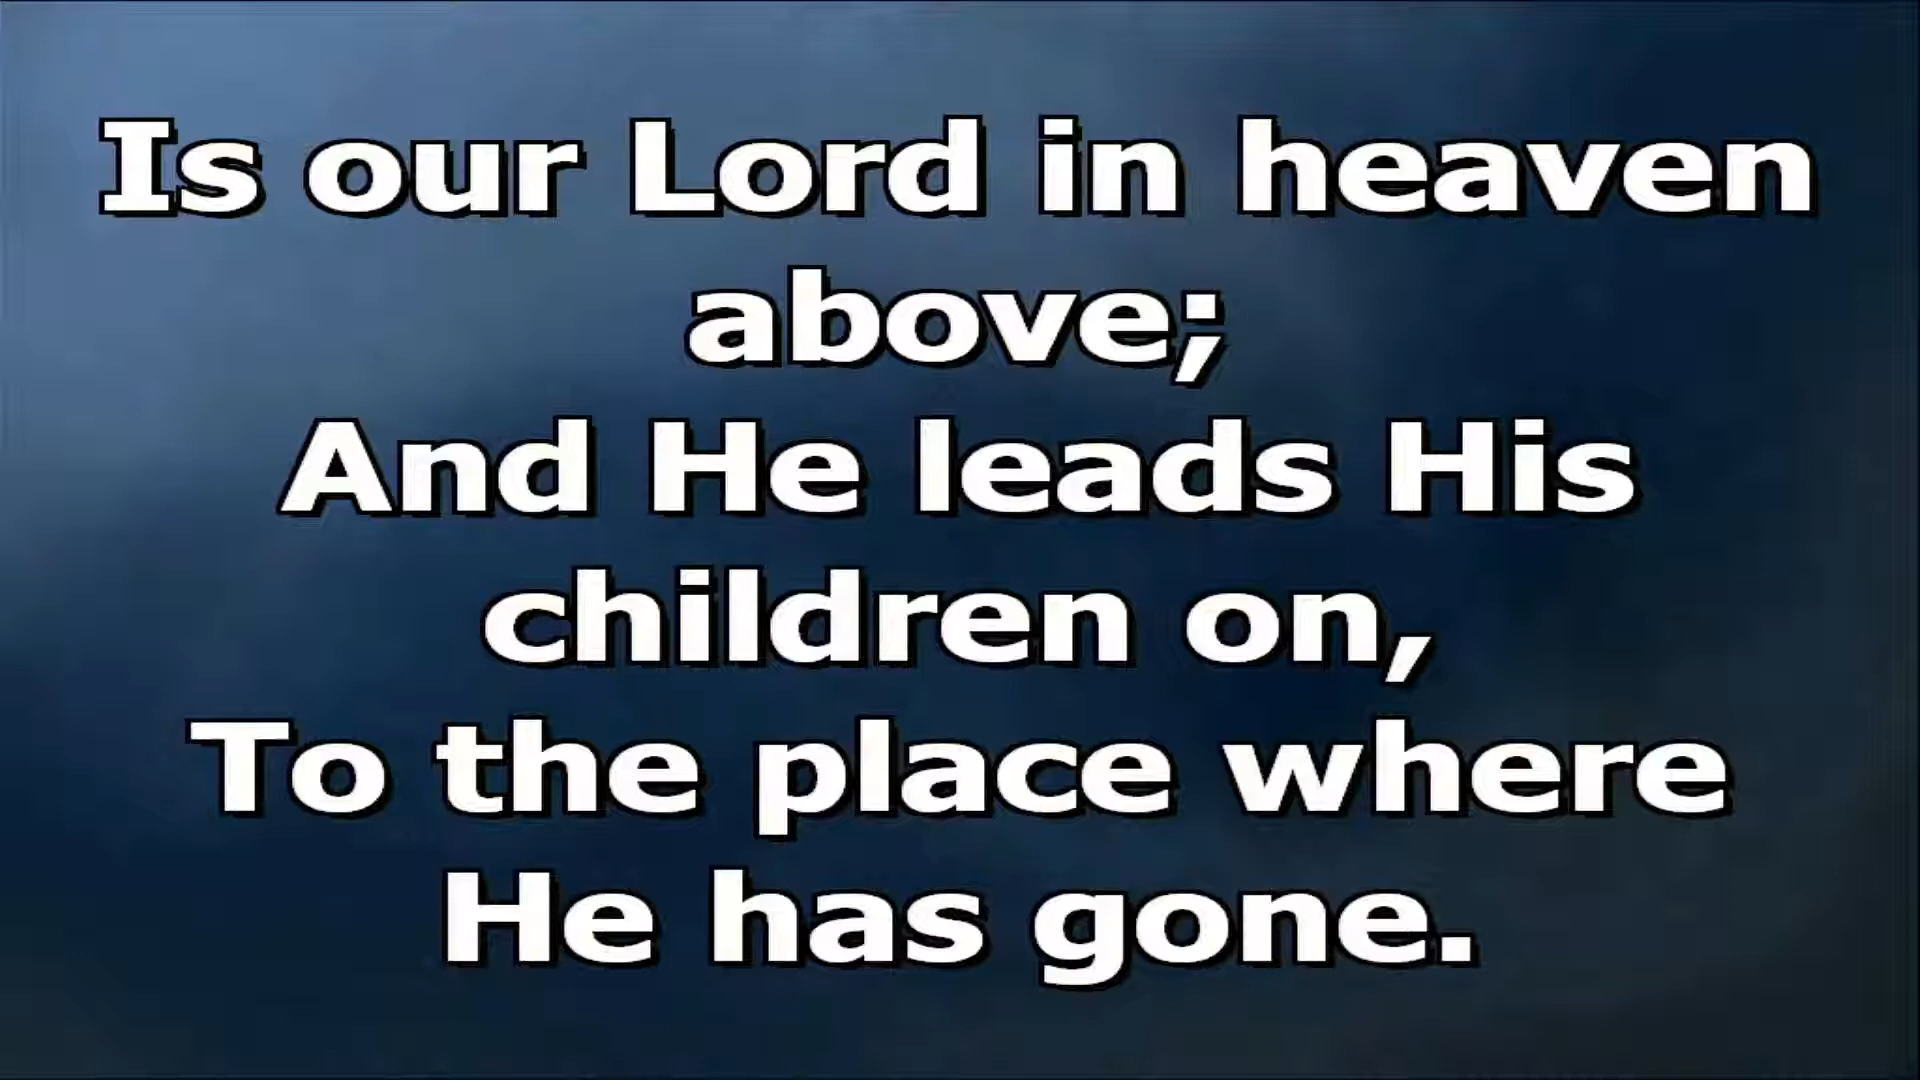 Is our Lord in heaven
above;
And He leads His
children on,
To the place where
He has gone.